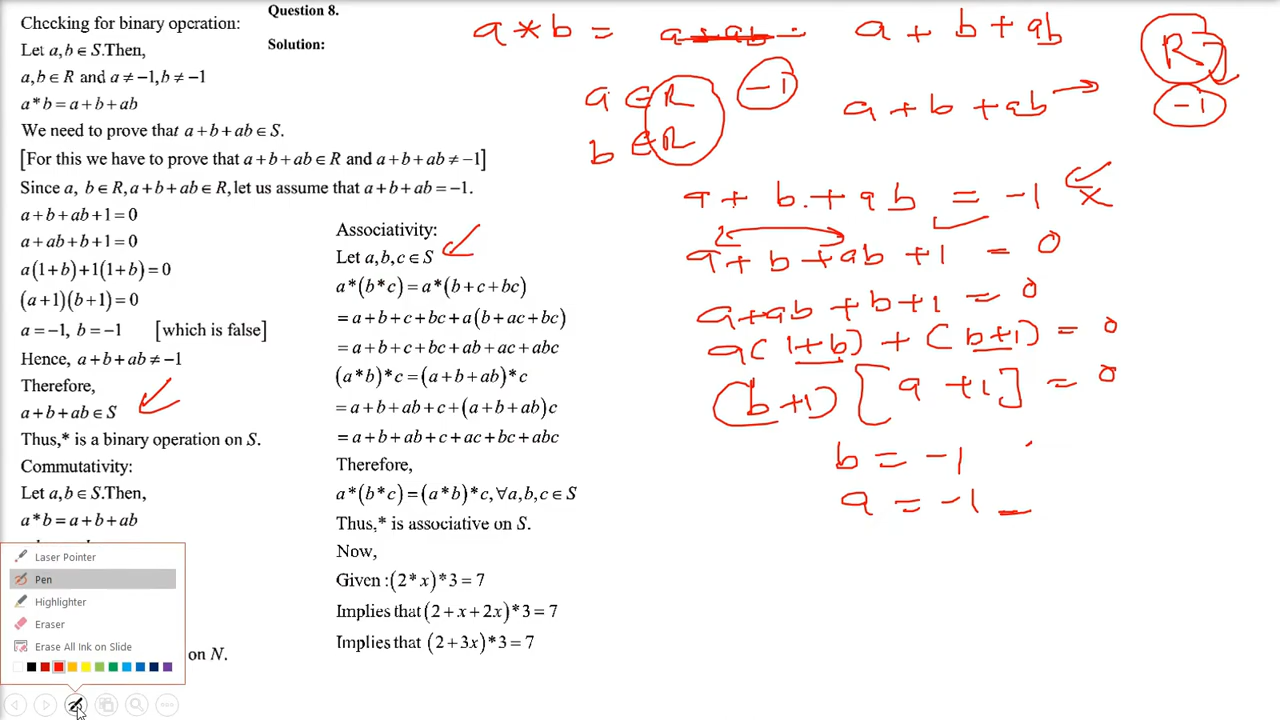 Question 8.
Solution:
Checking for binary operation:
Let a, b ∈ S.Then,
a, b ∈ R and a ≠ −1, b ≠ −1
a * b = a + b + ab
We need to prove that a + b + ab ∈ S.
[For this we have to prove that a + b + ab ∈ R and a + b + ab ≠ −1]
Since a, b ∈ R, a + b + ab ∈ R, let us assume that a + b + ab = −1.
a + b + ab + 1 = 0
a + ab + b + 1 = 0
a(1 + b) + 1(1 + b) = 0
(a + 1)(b + 1) = 0
a = −1, b = −1 [which is false]
Hence, a + b + ab ≠ −1
Therefore,
a + b + ab ∈ S
Thus,* is a binary operation on S.
Commutativity:
Let a, b ∈ S.Then,
a * b = a + b + ab
on N.
Associativity:
Let a, b, c ∈ S
a * (b * c) = a * (b + c + bc)
= a + b + c + bc + a(b + ac + bc)
= a + b + c + bc + ab + ac + abc
(a * b) * c = (a + b + ab) * c
= a + b + ab + c + (a + b + ab)c
= a + b + ab + c + ac + bc + abc
Therefore,
a * (b * c) = (a * b) * c, ∀a, b, c ∈ S
Thus,* is associative on S.
Now,
Given : (2 * x) * 3 = 7
Implies that (2 + x + 2x) * 3 = 7
Implies that (2 + 3x) * 3 = 7
a * b = a + b + ab
R
-1
a ∈ R -1
b ∈ R
a + b + ab →
a + b + ab = -1 x
a + b + ab + 1 = 0
a + ab + b + 1 = 0
a(1 + b) + (b + 1) = 0
(b + 1) [a + 1] = 0
b = -1
a = -1
Laser Pointer
Pen
Highlighter
Eraser
Erase All Ink on Slide